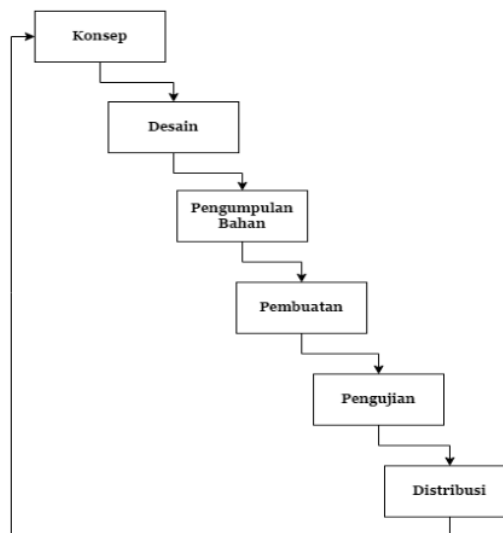 Konsep
Desain
Pengumpulan
Bahan
Pembuatan
Pengujian
Distribusi